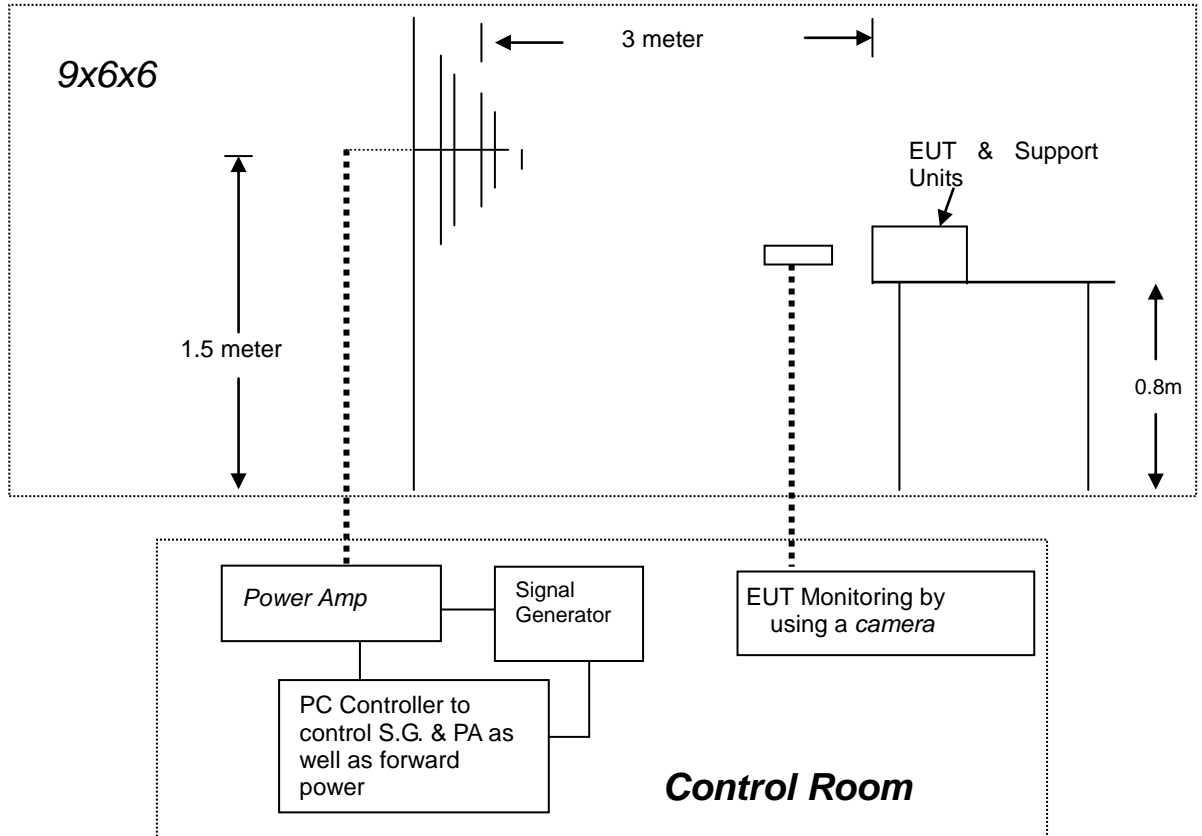 3 meter
9x6x6
EUT & Support
Units
1.5 meter
0.8m
Power Amp
Signal
Generator
EUT Monitoring by
using a camera
PC Controller to
control S.G. & PA as
well as forward
power
Control Room